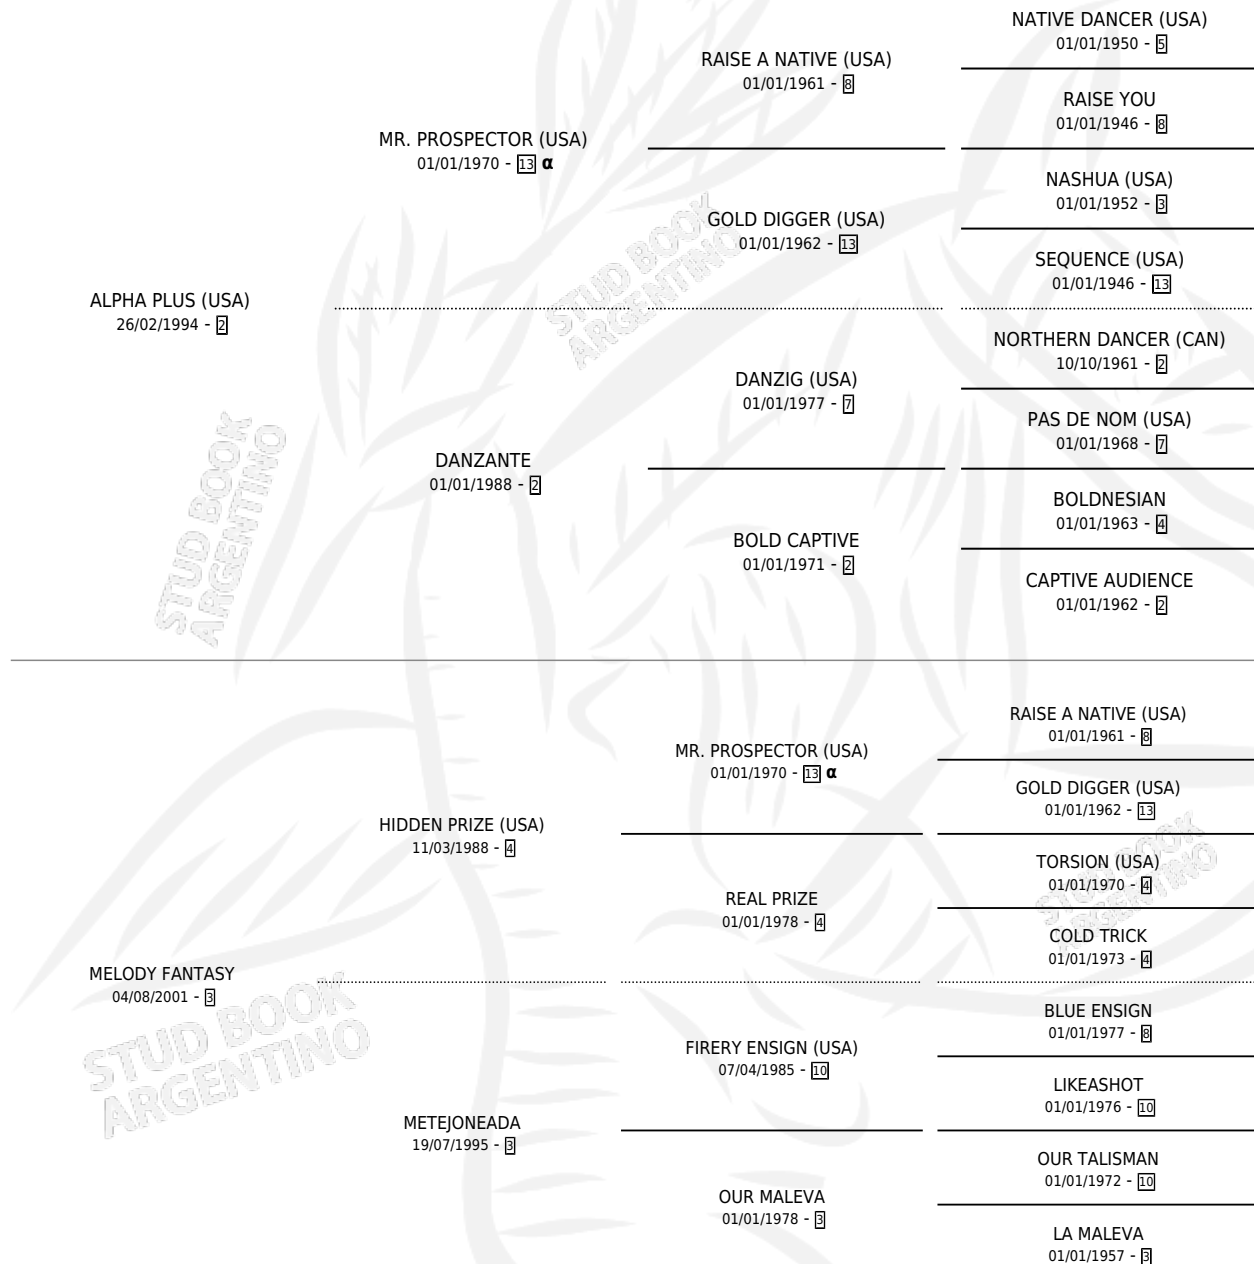 NATIVE DANCER (USA)
01/01/1950 - 5
RAISE A NATIVE (USA)
01/01/1961 - 8
RAISE YOU
01/01/1946 - 8
MR. PROSPECTOR (USA)
01/01/1970 - 13 α
NASHUA (USA)
01/01/1952 - 3
GOLD DIGGER (USA)
01/01/1962 - 13
SEQUENCE (USA)
01/01/1946 - 13
ALPHA PLUS (USA)
26/02/1994 - 2
NORTHERN DANCER (CAN)
10/10/1961 - 2
DANZIG (USA)
01/01/1977 - 7
PAS DE NOM (USA)
01/01/1968 - 7
DANZANTE
01/01/1988 - 2
BOLDNESIAN
01/01/1963 - 4
BOLD CAPTIVE
01/01/1971 - 2
CAPTIVE AUDIENCE
01/01/1962 - 2
STUD BOOK
ARGENTINO
STUD BOOK
ARGENTINO
RAISE A NATIVE (USA)
01/01/1961 - 8
MR. PROSPECTOR (USA)
01/01/1970 - 13 α
GOLD DIGGER (USA)
01/01/1962 - 13
HIDDEN PRIZE (USA)
11/03/1988 - 4
TORSION (USA)
01/01/1970 - 4
REAL PRIZE
01/01/1978 - 4
COLD TRICK
01/01/1973 - 4
STUD BOOK
ARGENTINO
MELODY FANTASY
04/08/2001 - 3
STUD BOOK
ARGENTINO
BLUE ENSIGN
01/01/1977 - 8
FIRERY ENSIGN (USA)
07/04/1985 - 10
LIKEASHOT
01/01/1976 - 10
METEJONEADA
19/07/1995 - 3
OUR TALISMAN
01/01/1972 - 10
OUR MALEVA
01/01/1978 - 3
LA MALEVA
01/01/1957 - 3